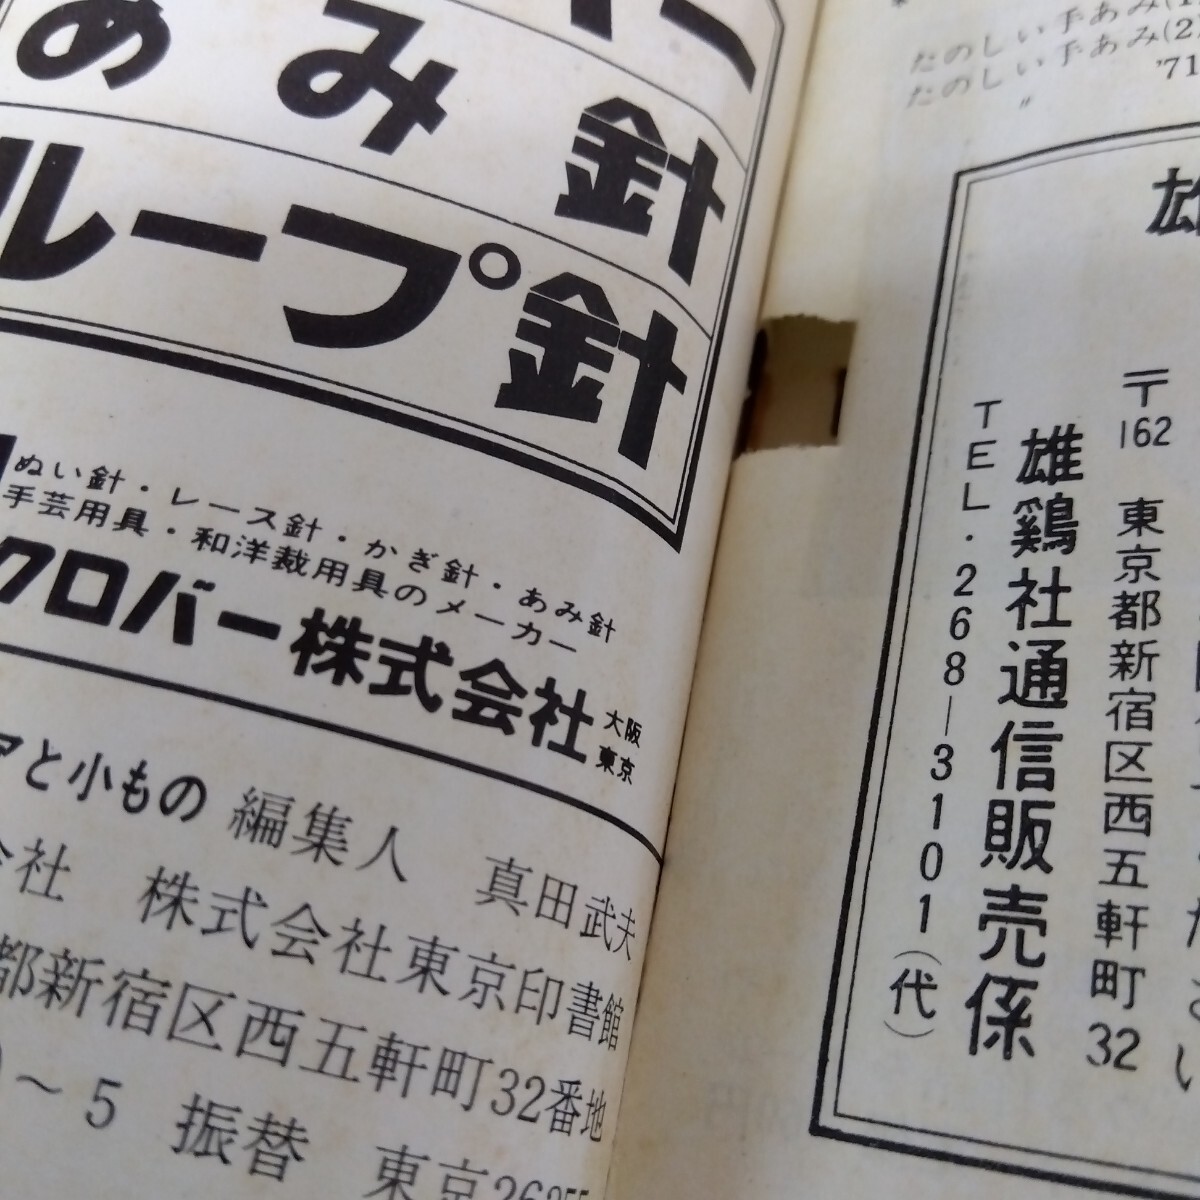 あみ針
ループ針
ぬい針・レース針・かぎ針・あみ針
手芸用具・和洋裁用具のメーカー
クロバー株式会社 大阪 東京
アと小もの 編集人 真田武夫
会社 株式会社東京印書館
都新宿区西五軒町32番地
～5 振替 東京
たのしい手あみ(1
たのしい手あみ(2)
〃 '71
雄
〒162 東京都新宿区西五軒町32
雄鶏社通信販売係
TEL・268―3101(代)